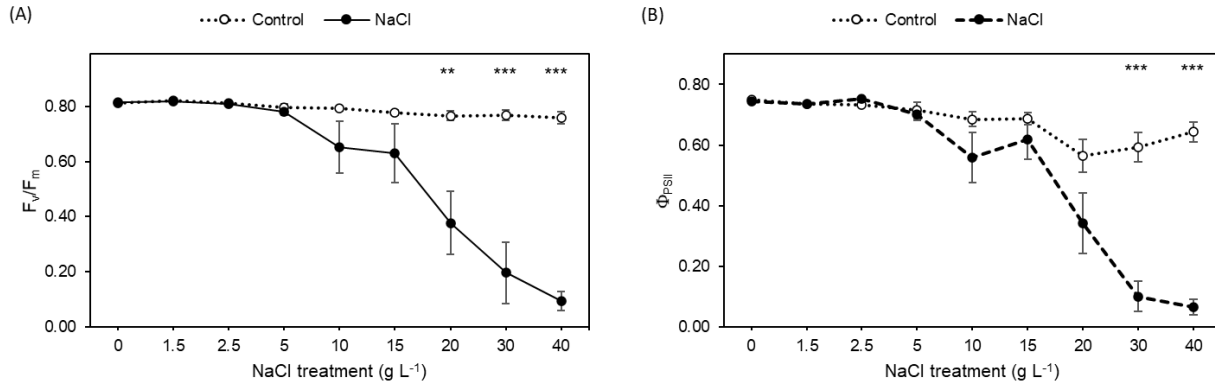 (A)
Control NaCl
** *** ***
0.80
0.60
0.40
0.20
0.00
Fv/Fm
0 1.5 2.5 5 10 15 20 30 40
NaCl treatment (g L-1)
(B)
Control NaCl
*** ***
0.80
0.60
0.40
0.20
0.00
ΦPSII
0 1.5 2.5 5 10 15 20 30 40
NaCl treatment (g L-1)